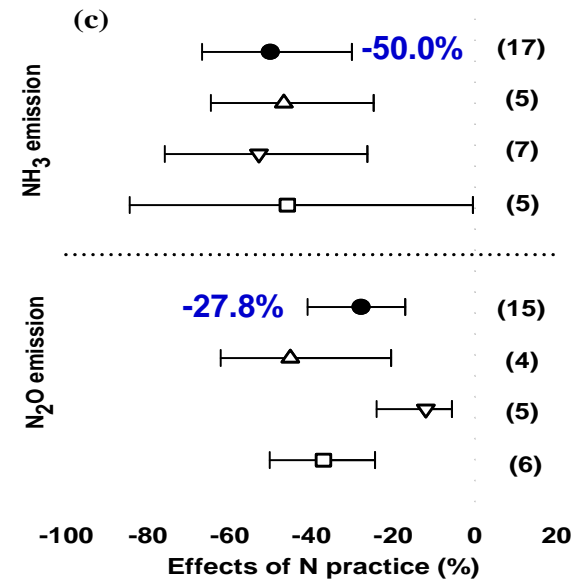 (c)
NH3 emission
-50.0% (17)
(5)
(7)
(5)
N2O emission
-27.8% (15)
(4)
(5)
(6)
-100 -80 -60 -40 -20 0 20
Effects of N practice (%)